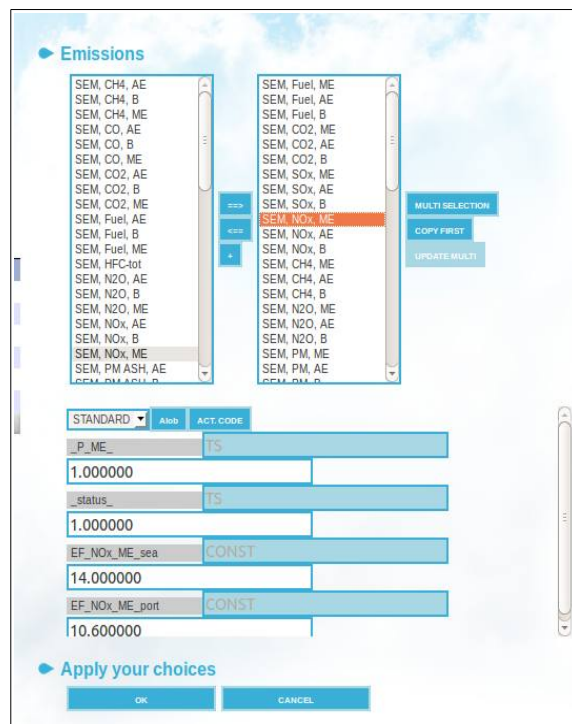 Emissions
SEM, CH4, AE
SEM, CH4, B
SEM, CH4, ME
SEM, CO, AE
SEM, CO, B
SEM, CO, ME
SEM, CO2, AE
SEM, CO2, B
SEM, CO2, ME
SEM, Fuel, AE
SEM, Fuel, B
SEM, Fuel, ME
SEM, HFC-tot
SEM, N2O, AE
SEM, N2O, B
SEM, N2O, ME
SEM, NOx, AE
SEM, NOx, B
SEM, NOx, ME
SEM, PM ASH, AE
SEM, PM ASH, B
==>
<==
+
SEM, Fuel, ME
SEM, Fuel, AE
SEM, Fuel, B
SEM, CO2, ME
SEM, CO2, AE
SEM, CO2, B
SEM, SOx, ME
SEM, SOx, AE
SEM, SOx, B
SEM, NOx, ME
SEM, NOx, AE
SEM, NOx, B
SEM, CH4, ME
SEM, CH4, AE
SEM, CH4, B
SEM, N2O, ME
SEM, N2O, AE
SEM, N2O, B
SEM, PM, ME
SEM, PM, AE
SEM, PM, B
MULTI SELECTION
COPY FIRST
UPDATE MULTI
STANDARD Alob ACT. CODE
_P_ME_ TS
1.000000
_status_ TS
1.000000
EF_NOx_ME_sea CONST
14.000000
EF_NOx_ME_port CONST
10.600000
Apply your choices
OK CANCEL